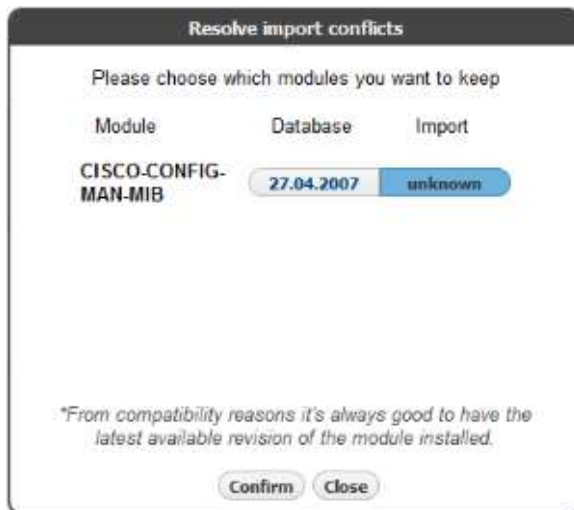 Resolve import conflicts
Please choose which modules you want to keep
Module Database Import
CISCO-CONFIG-
MAN-MIB
27.04.2007 unknown
*From compatibility reasons it's always good to have the
latest available revision of the module installed.
Confirm Close